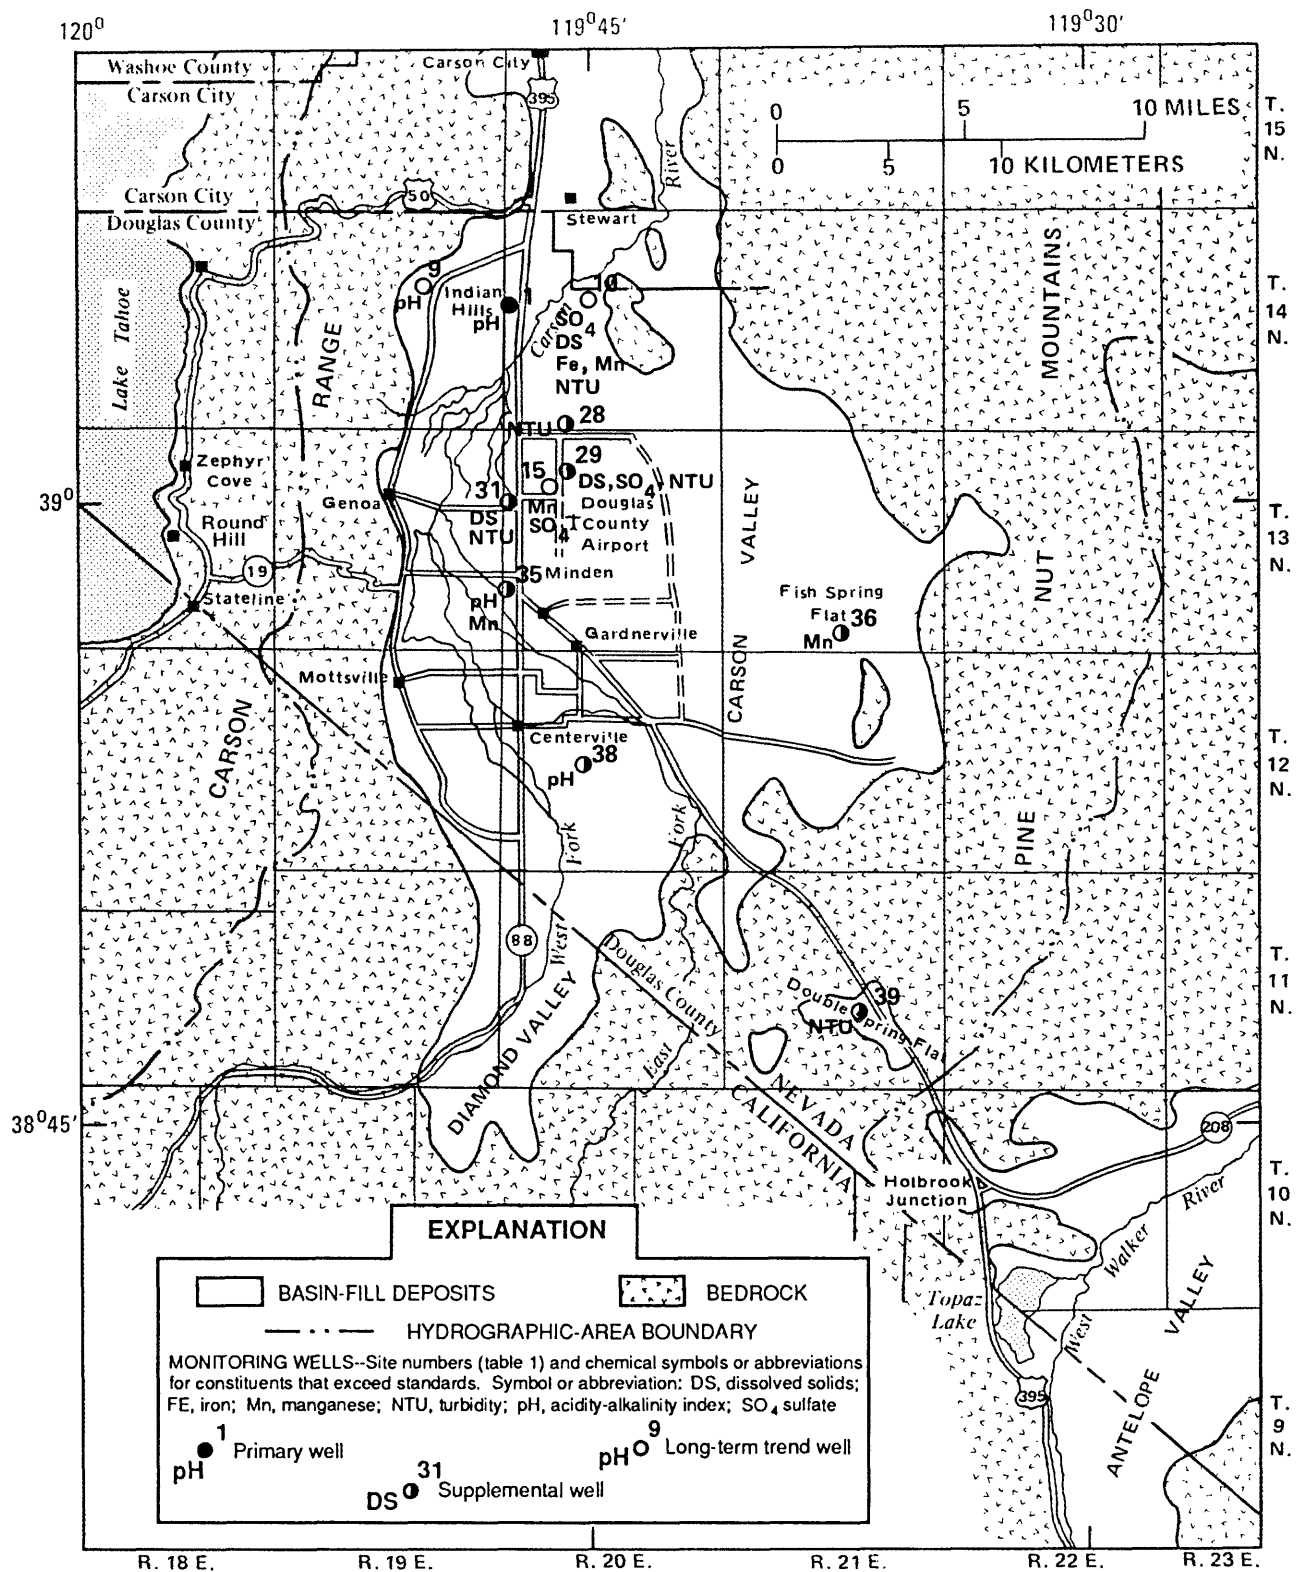 120° 119°45' 119°30'
Washoe County
Carson City
Carson City
395
0 5 10 MILES
0 5 10 KILOMETERS
T.
15
N.
River
Carson City
Douglas County
50
Stewart
9
pH
Indian
Hills
pH
1
10
Carson
SO4
DS
Fe, Mn
NTU
T.
14
N.
Lake Tahoe
RANGE
MOUNTAINS
28
NTU
29
DS, SO4, NTU
15
Mn
SO4
31
DS
NTU
Douglas
County
Airport
Zephyr
Cove
Genoa
39°
Round
Hill
19
Stateline
VALLEY
T.
13
N.
NUT
35
Minden
pH
Mn
Fish Spring
Flat
36
Mn
Gardnerville
CARSON
Mottsville
CARSON
Centerville
38
pH
T.
12
N.
PINE
Fork
Fork
88
West
Douglas County
DIAMOND VALLEY
East
Double Spring Flat
39
NTU
T.
11
N.
NEVADA
CALIFORNIA
38°45'
208
Holbrook
Junction
T.
10
N.
River
Walker
West
Topaz
Lake
395
ANTELOPE VALLEY
T.
9
N.
EXPLANATION
BASIN-FILL DEPOSITS BEDROCK
HYDROGRAPHIC-AREA BOUNDARY
MONITORING WELLS--Site numbers (table 1) and chemical symbols or abbreviations
for constituents that exceed standards. Symbol or abbreviation: DS, dissolved solids;
FE, iron; Mn, manganese; NTU, turbidity; pH, acidity-alkalinity index; SO4 sulfate
1
pH Primary well
9
pH Long-term trend well
31
DS Supplemental well
R. 18 E. R. 19 E. R. 20 E. R. 21 E. R. 22 E. R. 23 E.